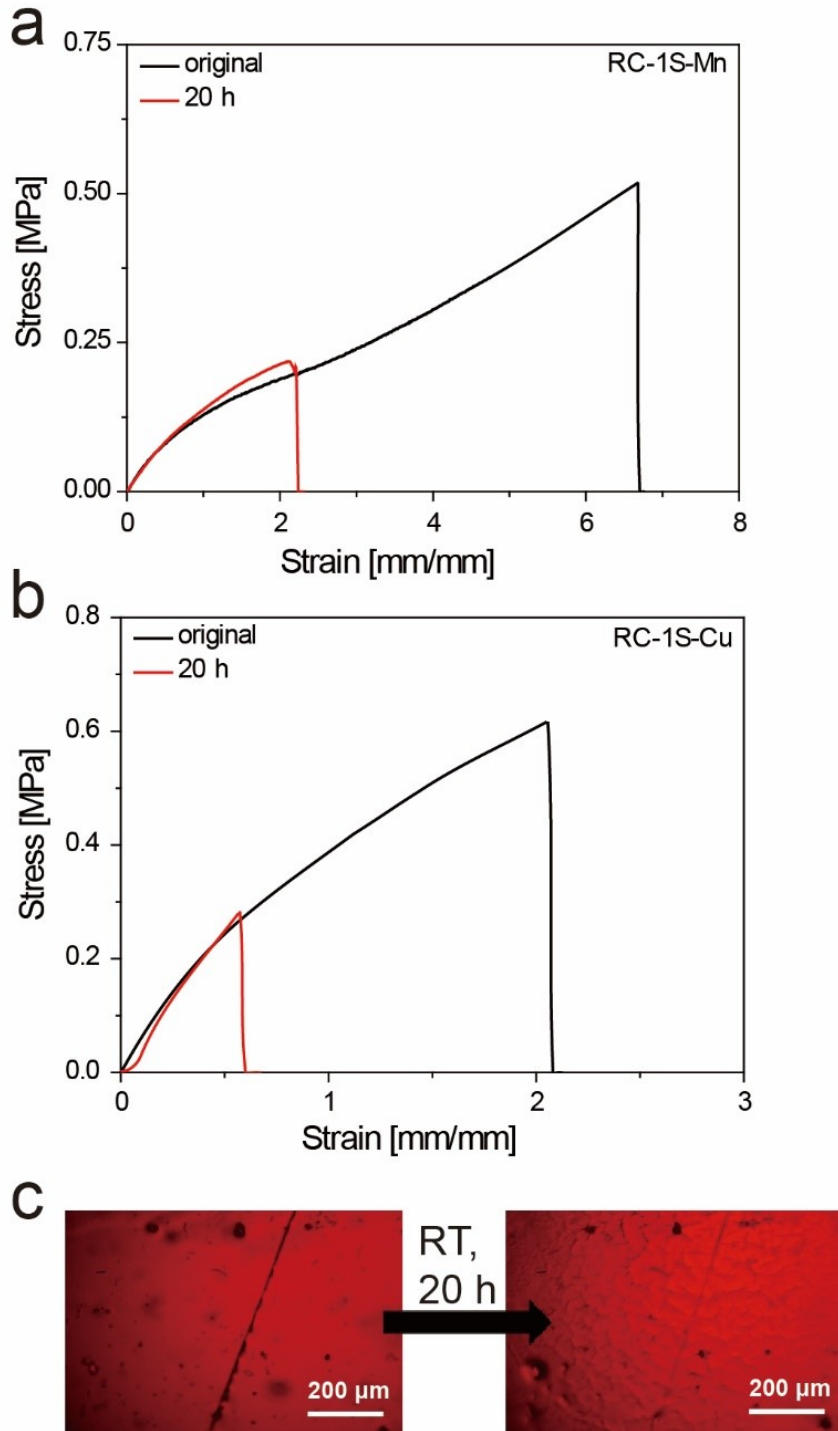 a
0.75
original
RC-1S-Mn
20 h
0.50
0.25
0.00
Stress [MPa]
0 2 4 6 8
Strain [mm/mm]
b
0.8
original
RC-1S-Cu
20 h
0.6
0.4
0.2
0.0
Stress [MPa]
0 1 2 3
Strain [mm/mm]
c
RT,
20 h
200 µm
200 µm